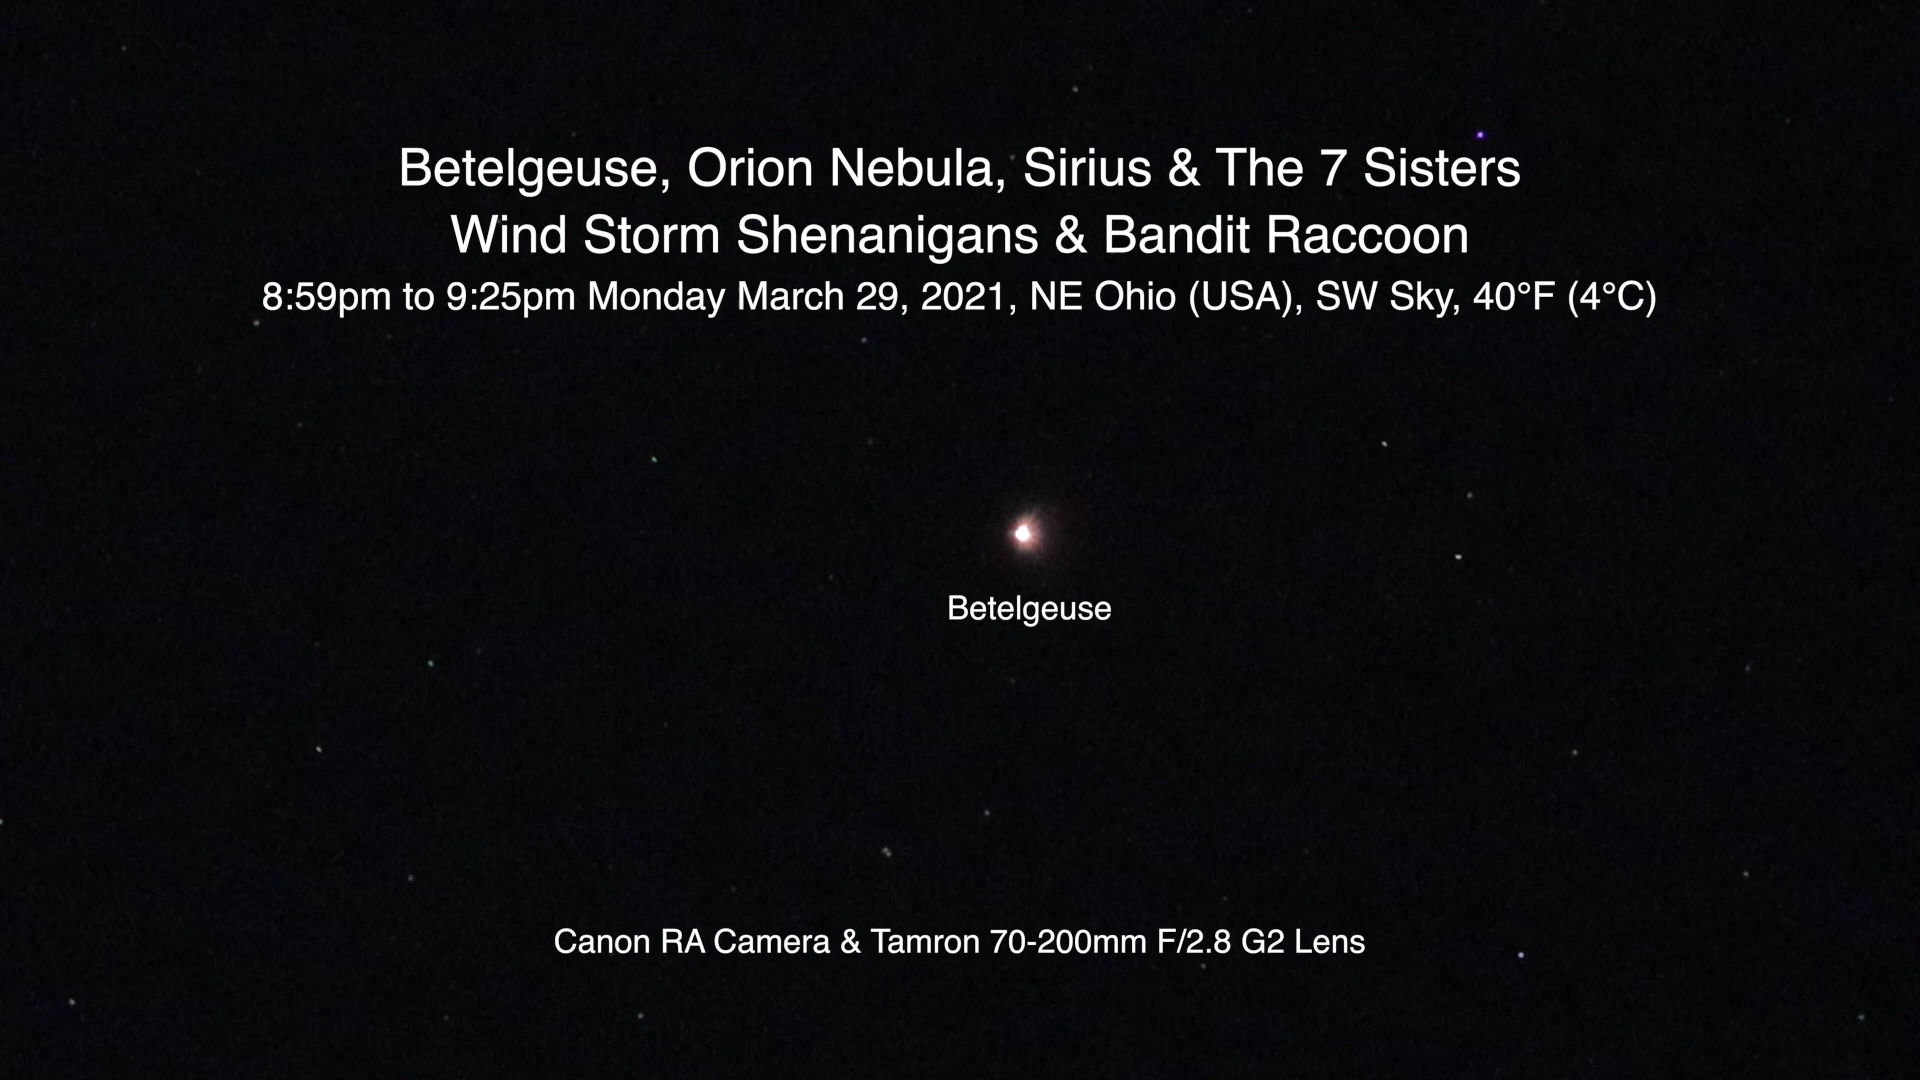 Betelgeuse, Orion Nebula, Sirius & The 7 Sisters
Wind Storm Shenanigans & Bandit Raccoon
8:59pm to 9:25pm Monday March 29, 2021, NE Ohio (USA), SW Sky, 40°F (4°C)
Betelgeuse
Canon RA Camera & Tamron 70-200mm F/2.8 G2 Lens